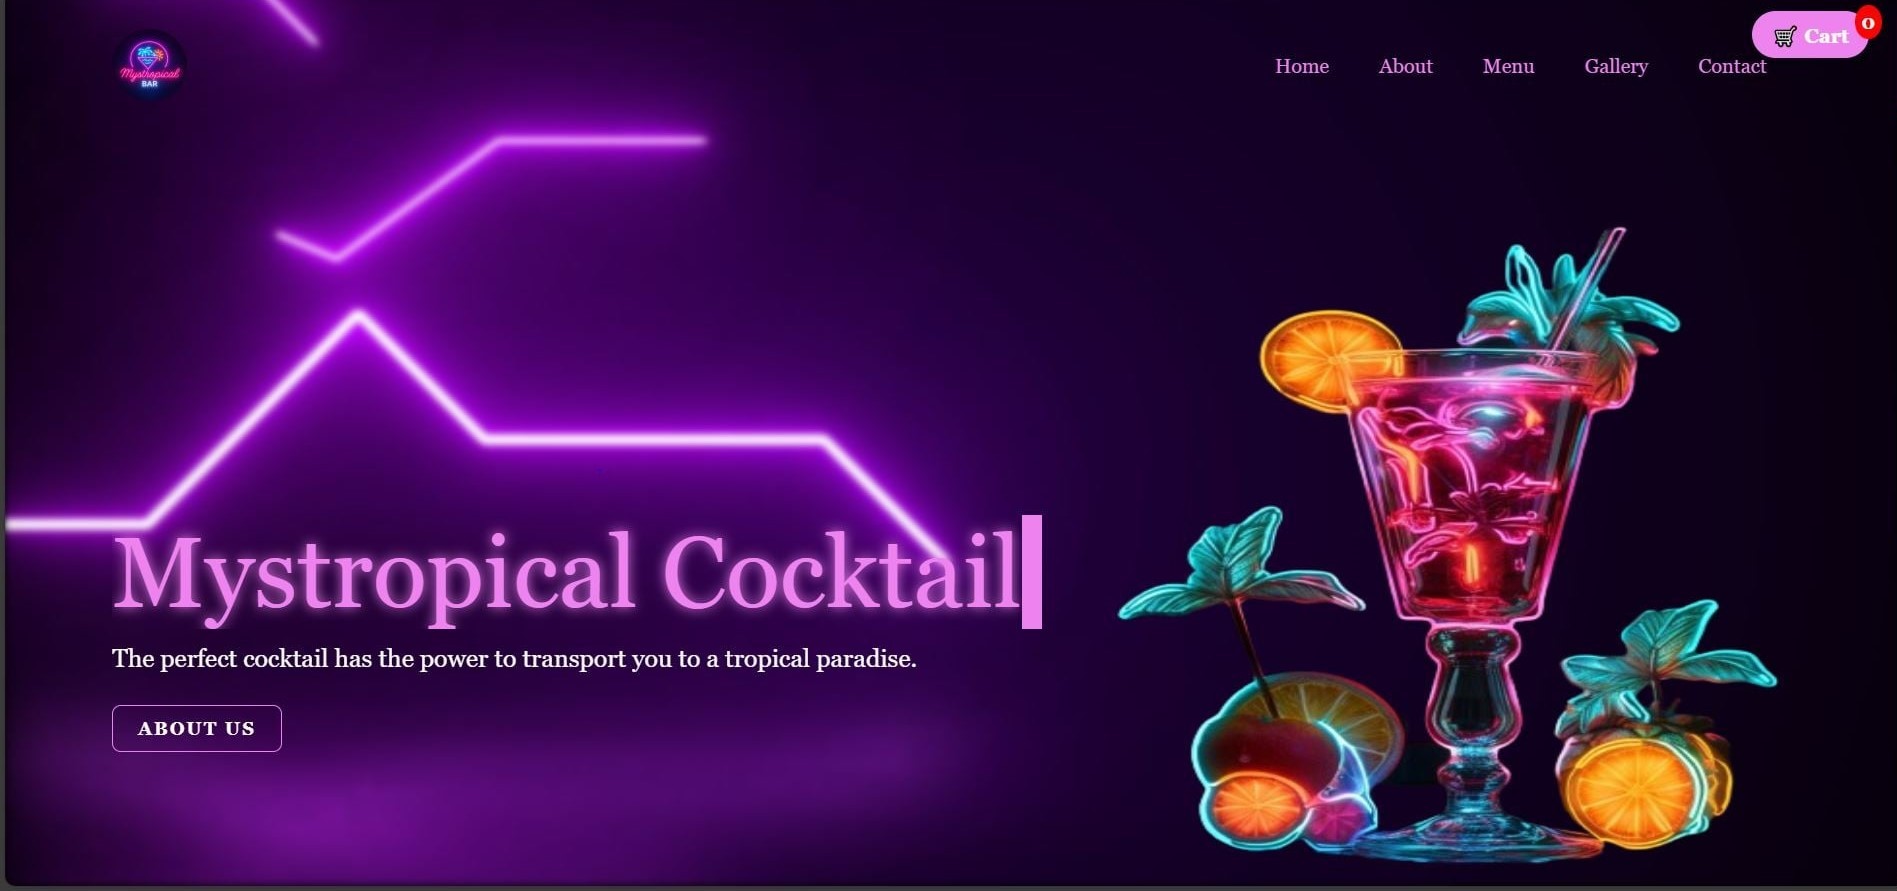 Mystropical
BAR
Home
About
Menu
Gallery
Contact
Cart
0
Mystropical Cocktail
The perfect cocktail has the power to transport you to a tropical paradise.
ABOUT US